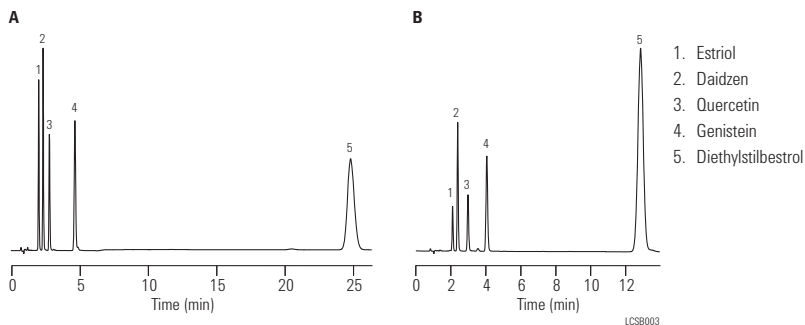 A
1
2
3
4
5
0
5
10
15
20
25
Time (min)
B
1
2
3
4
5
0
2
4
6
8
10
12
Time (min)
1. Estriol
2. Daidzen
3. Quercetin
4. Genistein
5. Diethylstilbestrol
LCSB003